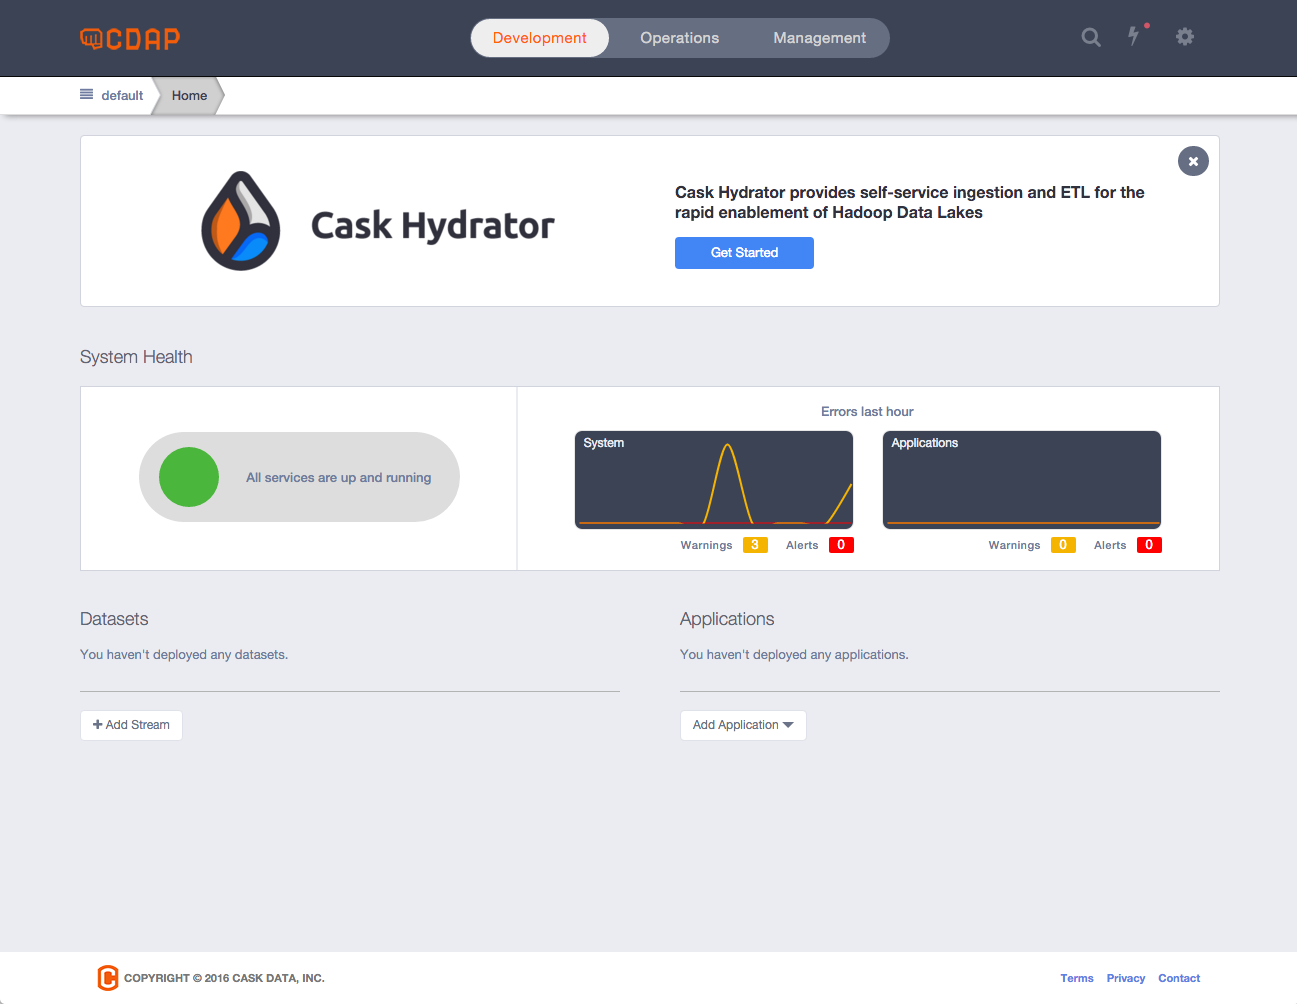 CDAP
Development Operations Management
default Home
Cask Hydrator
Cask Hydrator provides self-service ingestion and ETL for the
rapid enablement of Hadoop Data Lakes
Get Started
System Health
All services are up and running
Errors last hour
System
Warnings 3 Alerts 0
Applications
Warnings 0 Alerts 0
Datasets
You haven't deployed any datasets.
Add Stream
Applications
You haven't deployed any applications.
Add Application
COPYRIGHT © 2016 CASK DATA, INC.
Terms Privacy Contact